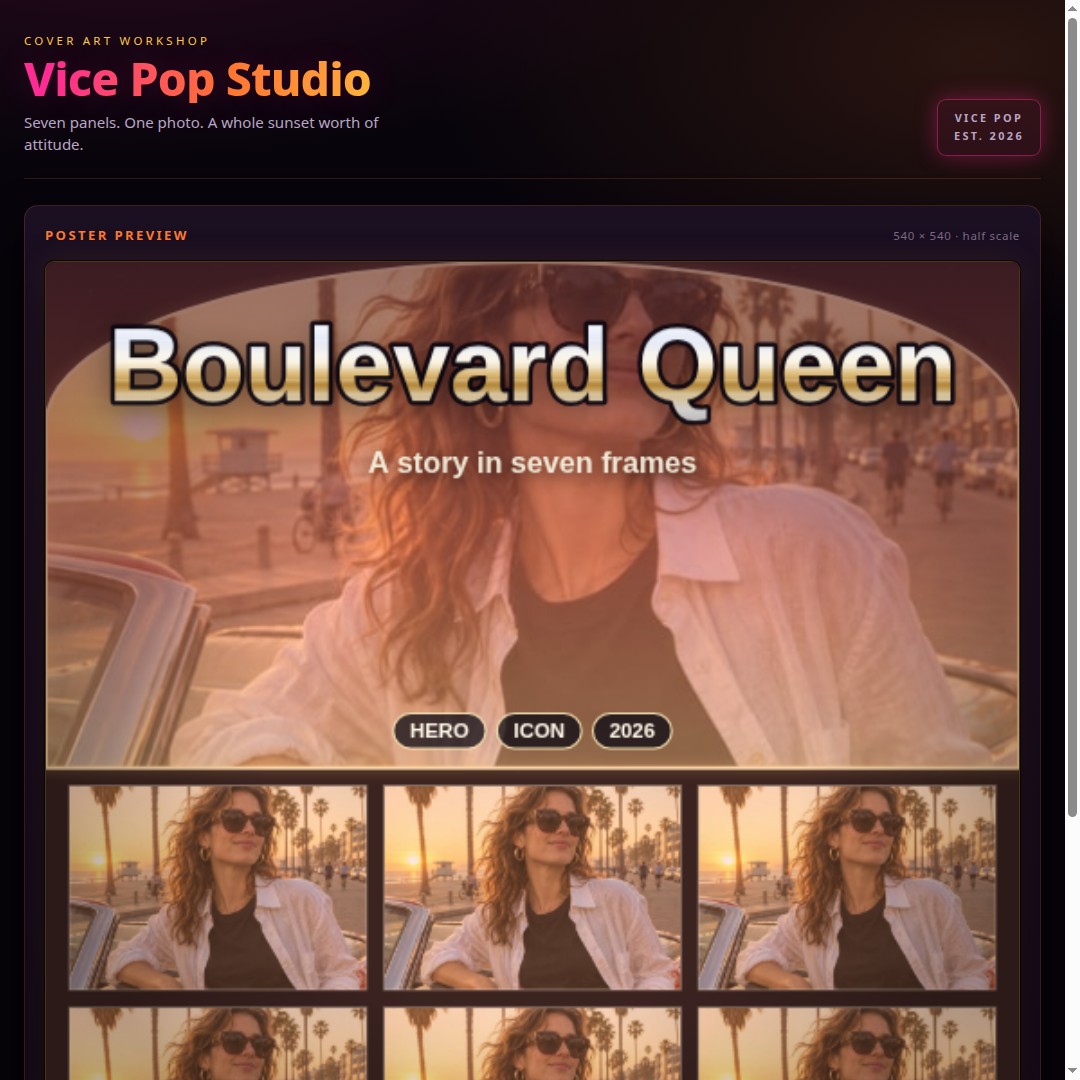 COVER ART WORKSHOP
Vice Pop Studio
Seven panels. One photo. A whole sunset worth of
attitude.
VICE POP
EST. 2026
POSTER PREVIEW
540 × 540 · half scale
Boulevard Queen
A story in seven frames
HERO
ICON
2026